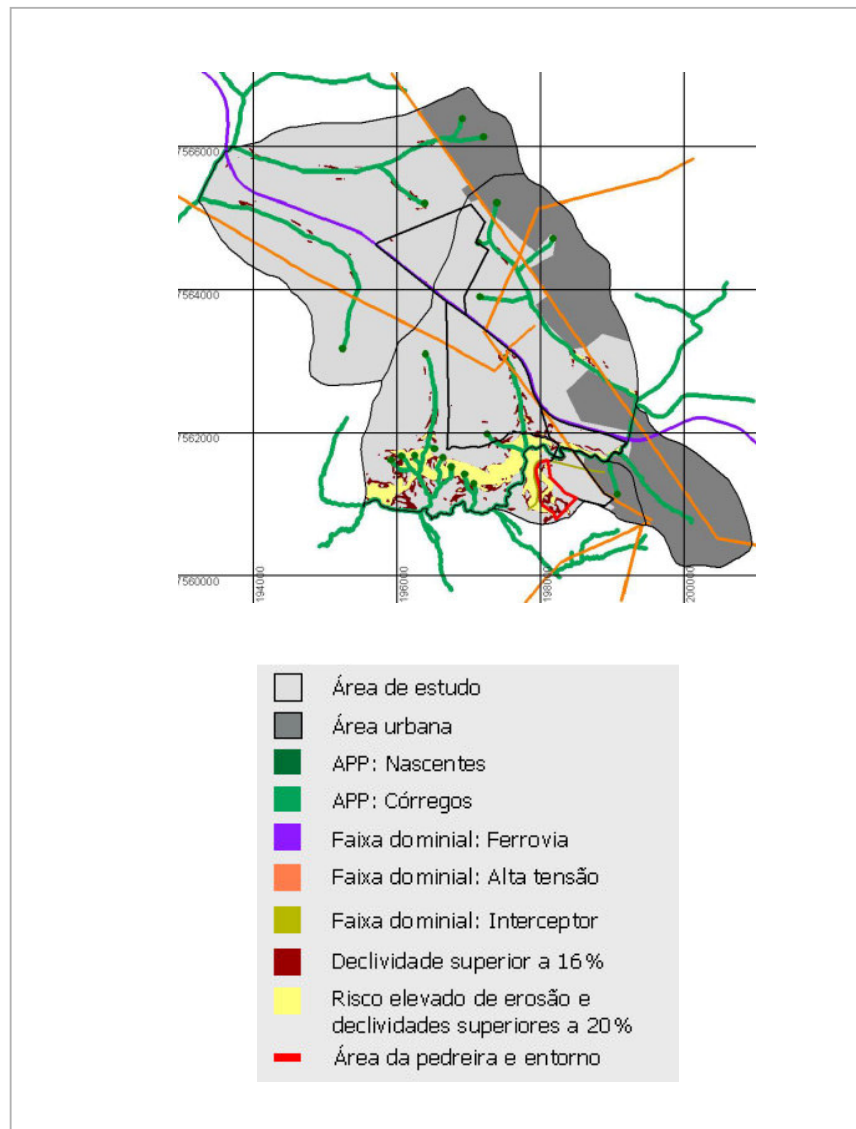 7566000
7564000
7562000
7560000
194000
196000
198000
200000
Área de estudo
Área urbana
APP: Nascentes
APP: Córregos
Faixa dominial: Ferrovia
Faixa dominial: Alta tensão
Faixa dominial: Interceptor
Declividade superior a 16%
Risco elevado de erosão e
declividades superiores a 20%
Área da pedreira e entorno